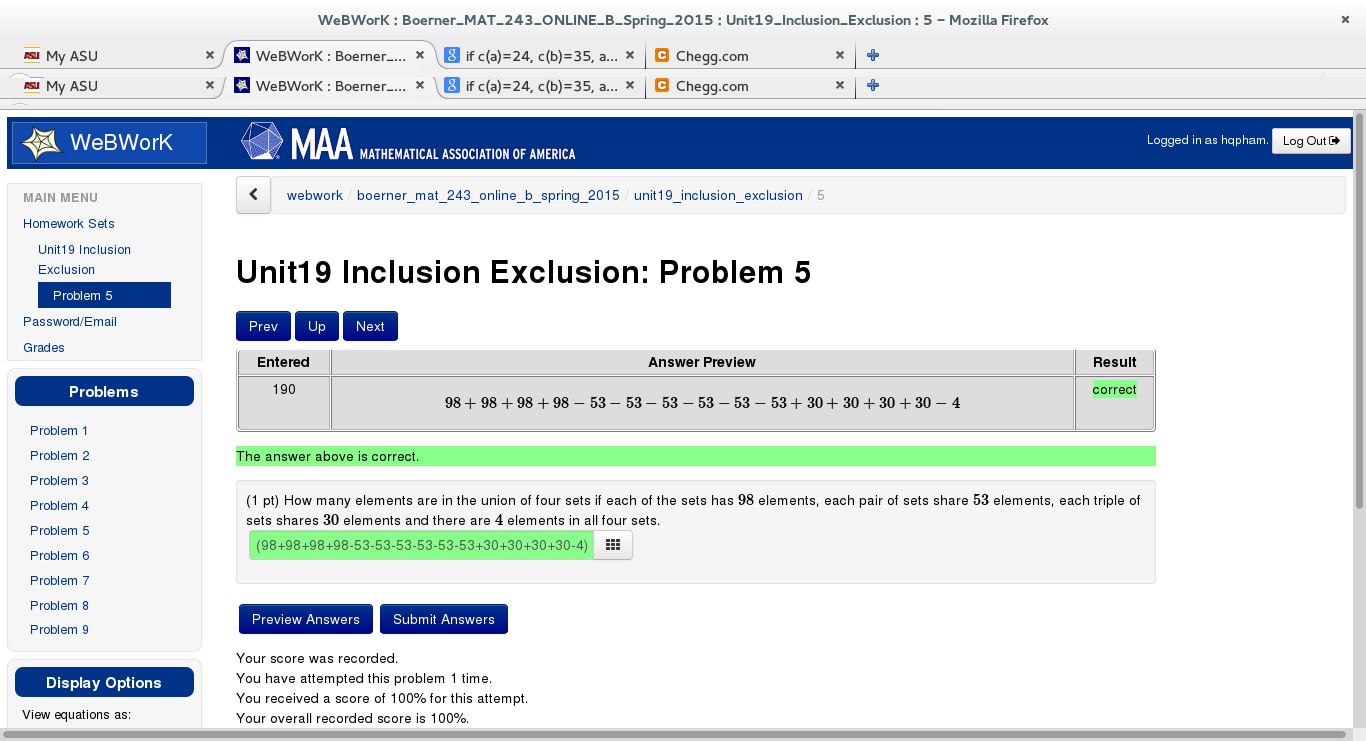 WeBWorK : Boerner_MAT_243_ONLINE_B_Spring_2015 : Unit19_Inclusion_Exclusion : 5 - Mozilla Firefox
My ASU WeBWorK : Boerner_... if c(a)=24, c(b)=35, a... Chegg.com
My ASU WeBWorK : Boerner_... if c(a)=24, c(b)=35, a... Chegg.com
WeBWorK
MAA MATHEMATICAL ASSOCIATION OF AMERICA
Logged in as hqpham. Log Out
MAIN MENU
Homework Sets
Unit19 Inclusion
Exclusion
Problem 5
Password/Email
Grades
Problems
Problem 1
Problem 2
Problem 3
Problem 4
Problem 5
Problem 6
Problem 7
Problem 8
Problem 9
Display Options
View equations as:
webwork / boerner_mat_243_online_b_spring_2015 / unit19_inclusion_exclusion / 5
Unit19 Inclusion Exclusion: Problem 5
Prev Up Next
Entered Answer Preview Result
190 98 + 98 + 98 + 98 − 53 − 53 − 53 − 53 − 53 − 53 + 30 + 30 + 30 + 30 − 4 correct
The answer above is correct.
(1 pt) How many elements are in the union of four sets if each of the sets has 98 elements, each pair of sets share 53 elements, each triple of
sets shares 30 elements and there are 4 elements in all four sets.
(98+98+98+98-53-53-53-53-53-53+30+30+30+30-4)
Preview Answers Submit Answers
Your score was recorded.
You have attempted this problem 1 time.
You received a score of 100% for this attempt.
Your overall recorded score is 100%.